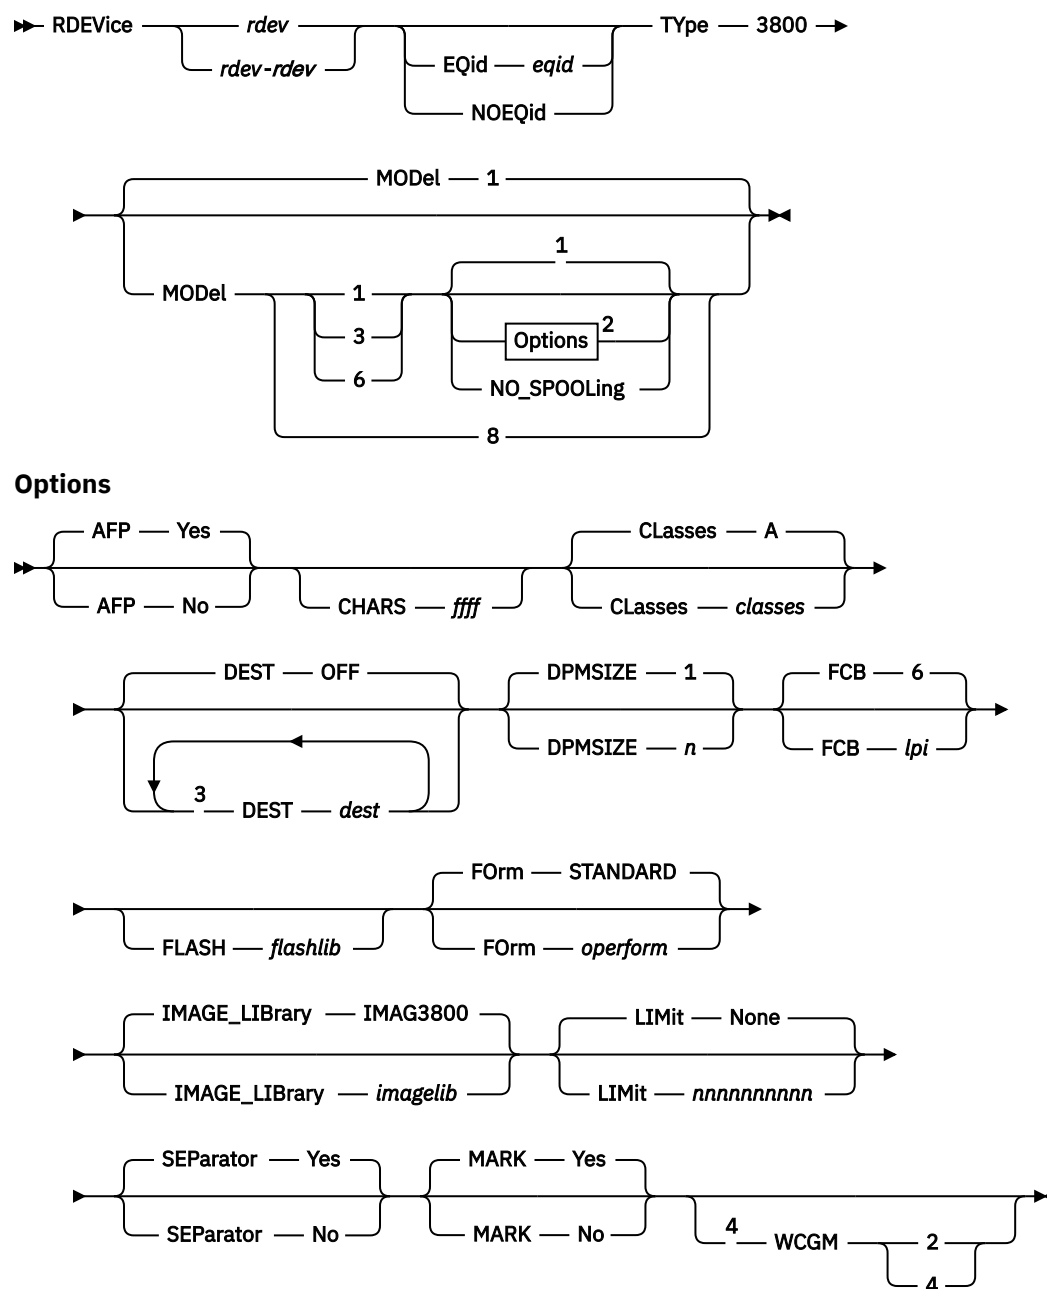 RDEVice rdev EQid eqid NOEQid TYpe 3800
rdev-rdev
MODel 1
MODel 1 3 6 8
1
Options 2
NO_SPOOLing
Options
AFP Yes CLasses A
AFP No CHARS ffff CLasses classes
DEST OFF DPMSIZE 1 FCB 6
DPMSIZE n FCB lpi
3 DEST dest
FOrm STANDARD
FLASH flashlib FOrm operform
IMAGE_LIBrary IMAG3800 LIMit None
IMAGE_LIBrary imagelib LIMit nnnnnnnnnn
SEParator Yes MARK Yes
SEParator No MARK No 4 WCGM 2
4